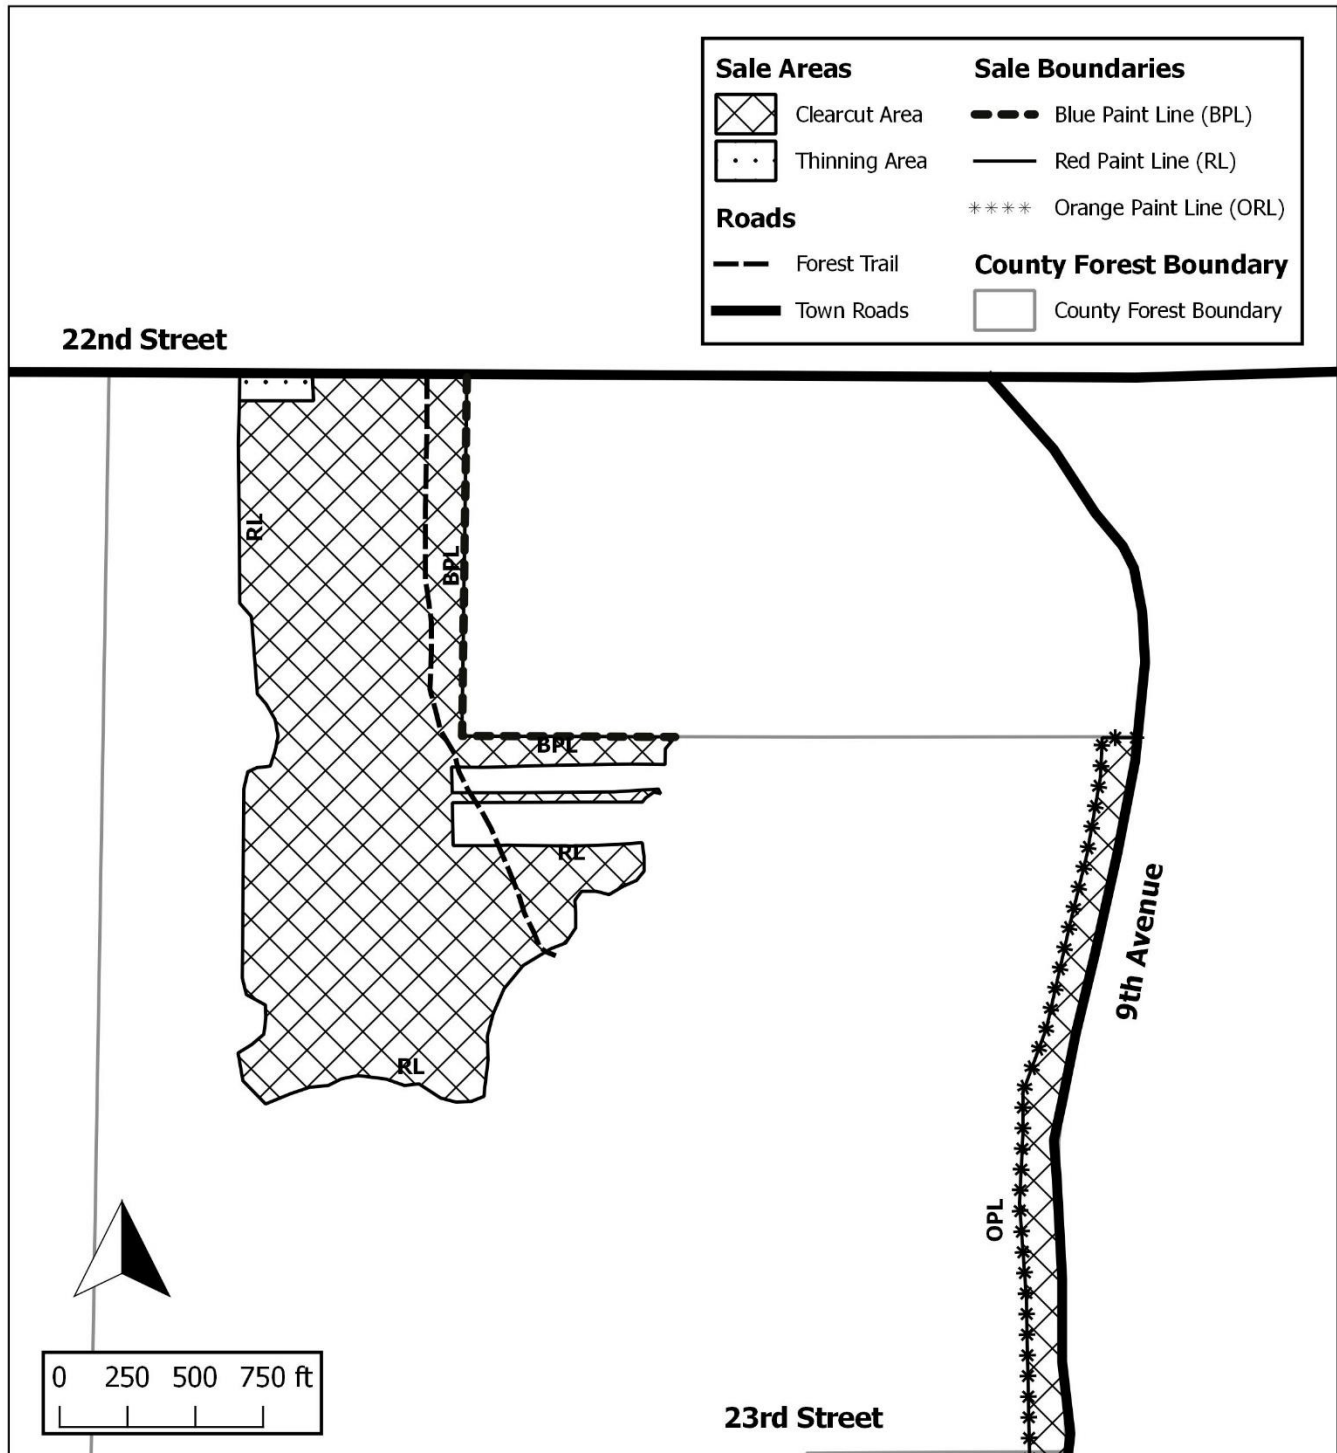 Sale Areas
Clearcut Area
Thinning Area
Roads
Forest Trail
Town Roads
Sale Boundaries
Blue Paint Line (BPL)
Red Paint Line (RL)
Orange Paint Line (ORL)
County Forest Boundary
County Forest Boundary
22nd Street
RL
BPL
BPL
RL
9th Avenue
RL
OPL
0 250 500 750 ft
23rd Street